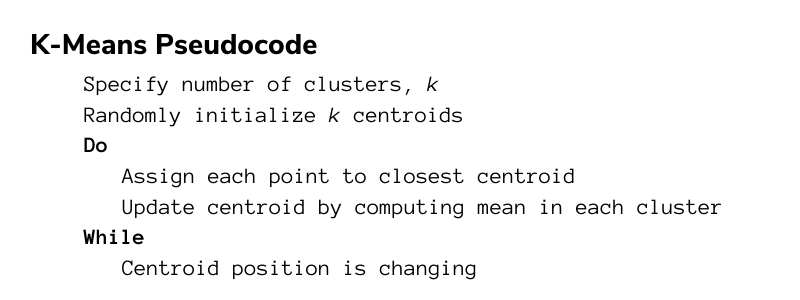 K-Means Pseudocode
Specify number of clusters, k
Randomly initialize k centroids
Do
Assign each point to closest centroid
Update centroid by computing mean in each cluster
While
Centroid position is changing